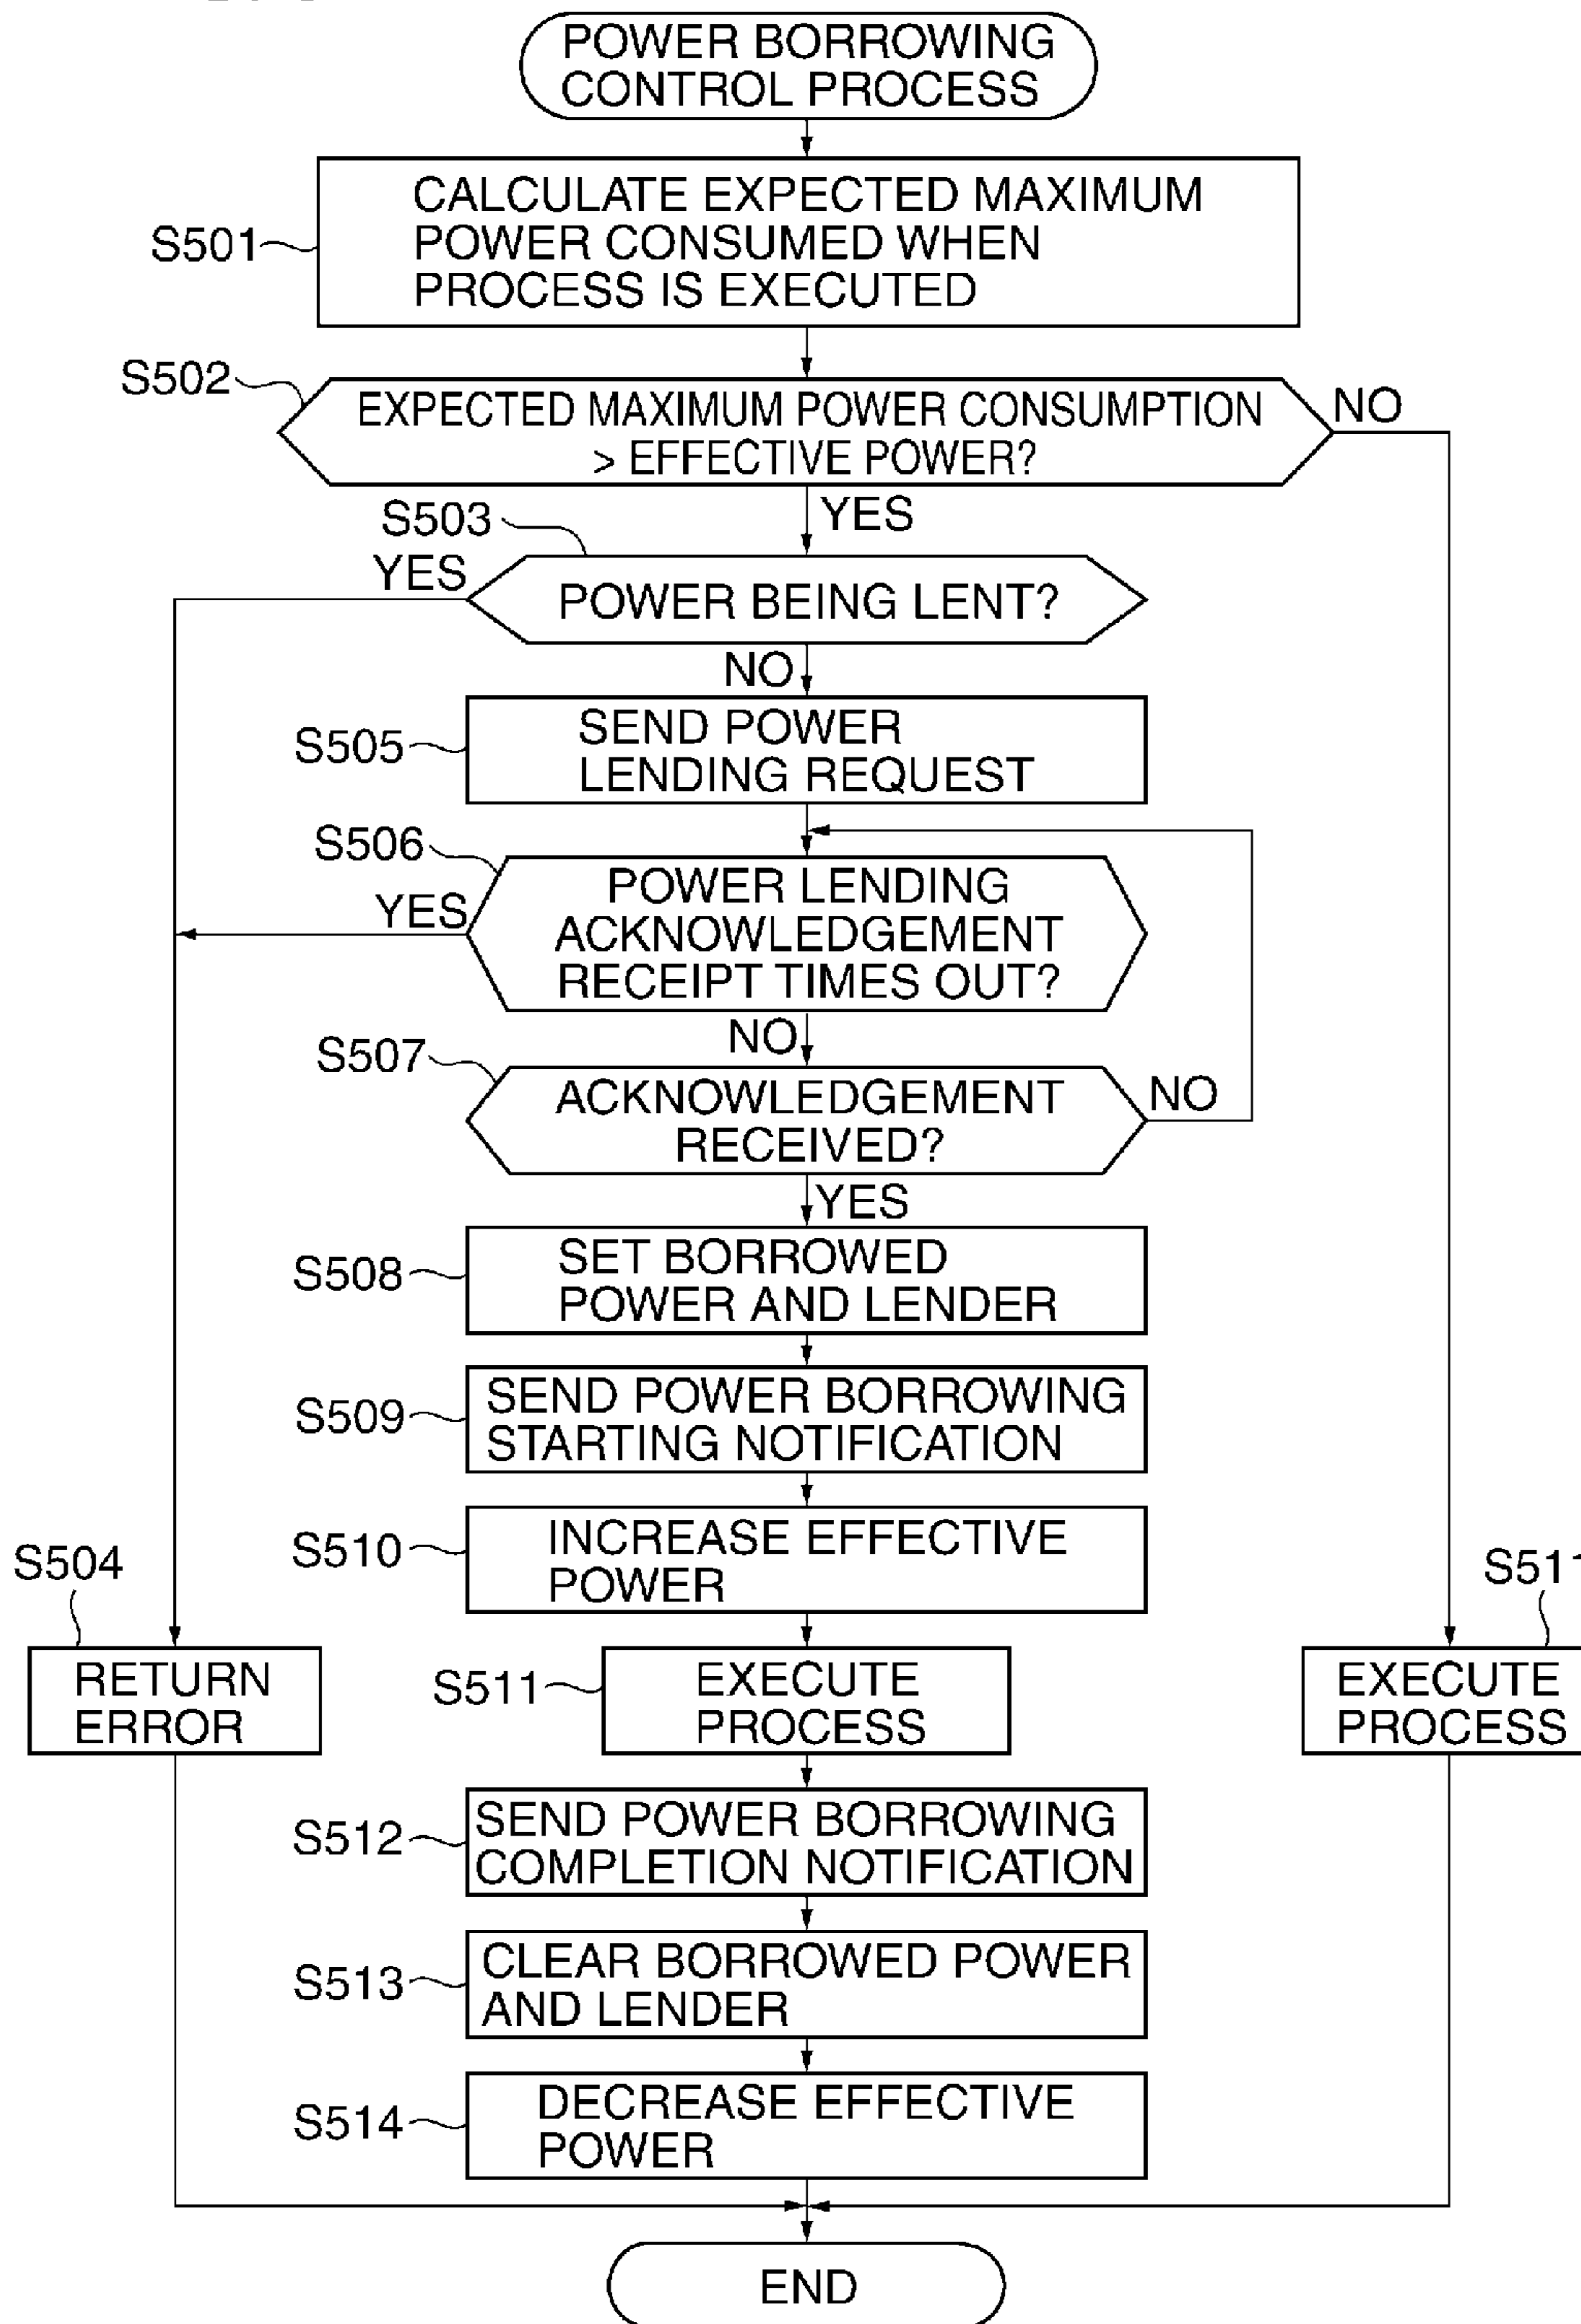 POWER BORROWING
CONTROL PROCESS
S501
CALCULATE EXPECTED MAXIMUM
POWER CONSUMED WHEN
PROCESS IS EXECUTED
S502
EXPECTED MAXIMUM POWER CONSUMPTION
> EFFECTIVE POWER?
NO
YES
S503
YES
POWER BEING LENT?
NO
S505
SEND POWER
LENDING REQUEST
S506
YES
POWER LENDING
ACKNOWLEDGEMENT
RECEIPT TIMES OUT?
NO
S507
ACKNOWLEDGEMENT
RECEIVED?
NO
YES
S508
SET BORROWED
POWER AND LENDER
S509
SEND POWER BORROWING
STARTING NOTIFICATION
S510
INCREASE EFFECTIVE
POWER
S504
RETURN
ERROR
S511
EXECUTE
PROCESS
S511
EXECUTE
PROCESS
S512
SEND POWER BORROWING
COMPLETION NOTIFICATION
S513
CLEAR BORROWED POWER
AND LENDER
S514
DECREASE EFFECTIVE
POWER
END